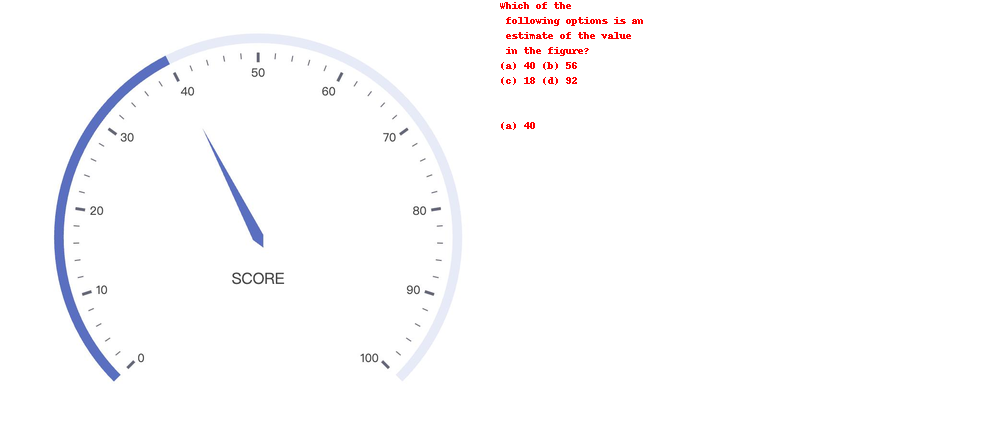 50
40
60
30
70
20
80
10
90
0
100
SCORE
Which of the
following options is an
estimate of the value
in the figure?
(a) 40 (b) 56
(c) 18 (d) 92
(a) 40